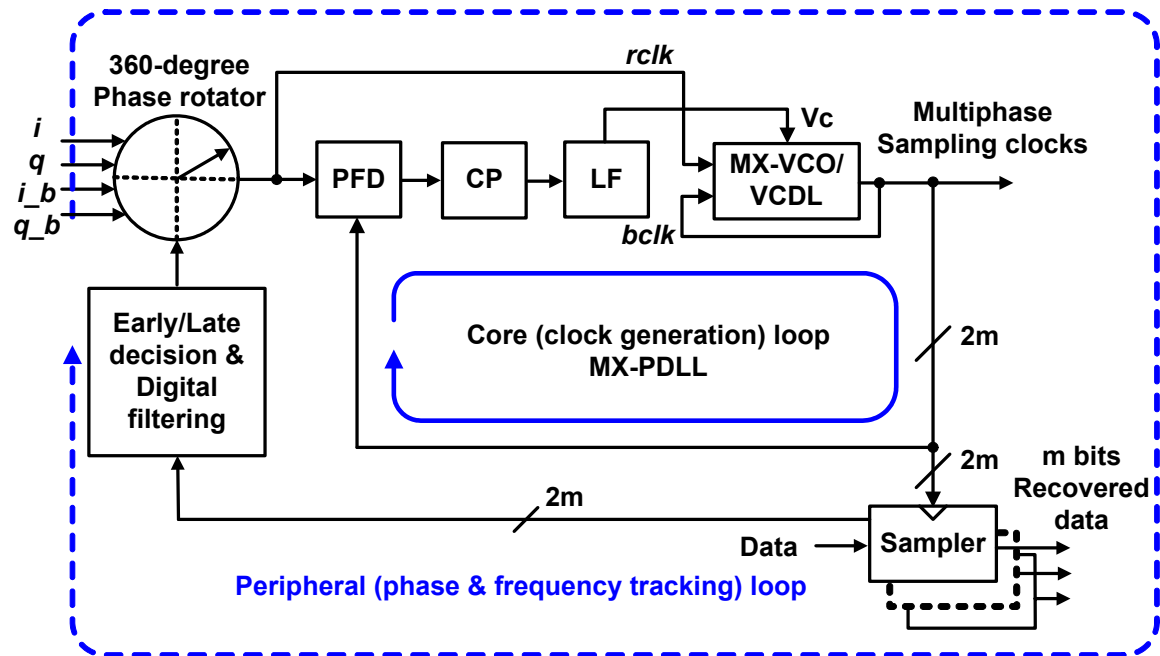 360-degree
Phase rotator
rclk
i
q
i_b
q_b
PFD
CP
LF
Vc
MX-VCO/
VCDL
bclk
Multiphase
Sampling clocks
Early/Late
decision &
Digital
filtering
Core (clock generation) loop
MX-PDLL
2m
2m
2m
m bits
Recovered
data
Data
Sampler
Peripheral (phase & frequency tracking) loop